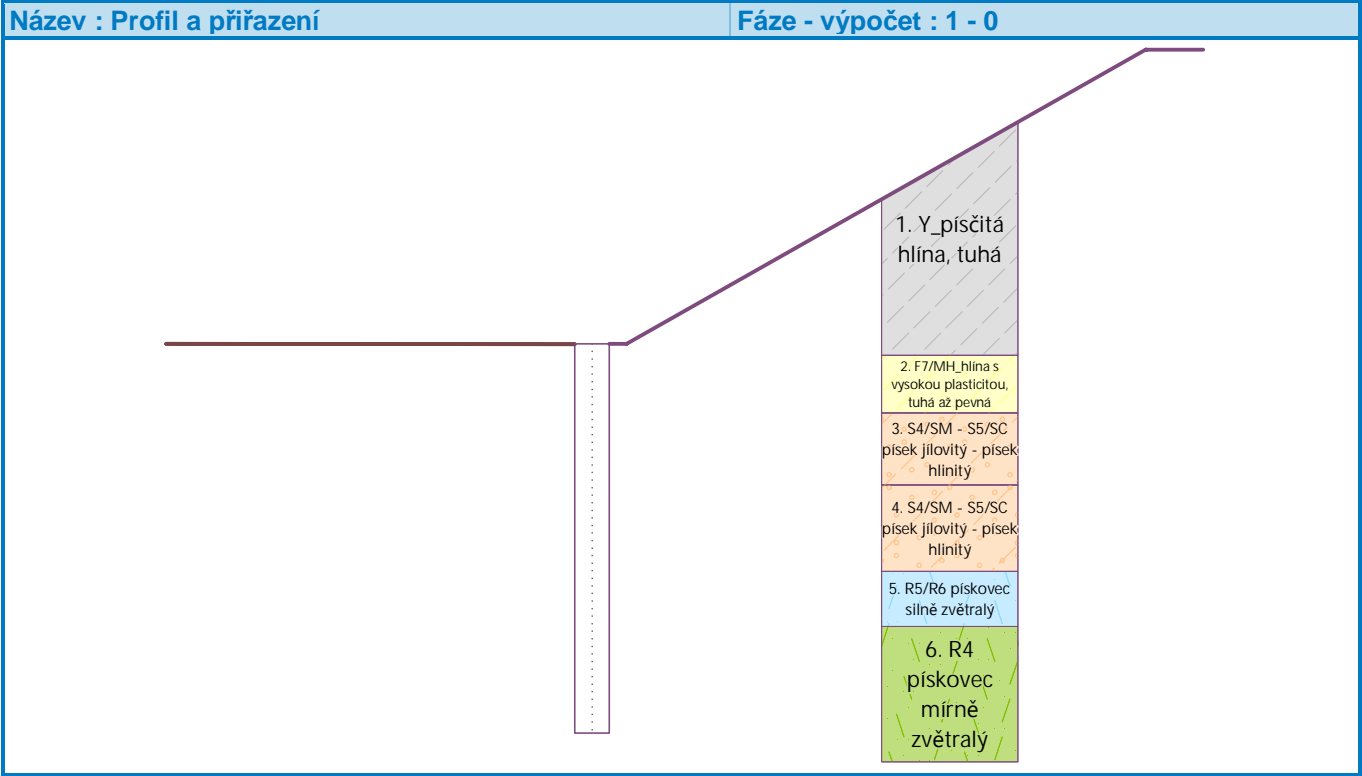 Název : Profil a přiřazení
Fáze - výpočet : 1 - 0
1. Y_písčitá
hlína, tuhá
2. F7/MH_hlína s
vysokou plasticitou,
tuhá až pevná
3. S4/SM - S5/SC
písek jílovitý - písek
hlinitý
4. S4/SM - S5/SC
písek jílovitý - písek
hlinitý
5. R5/R6 pískovec
silně zvětralý
6. R4
pískovec
mírně
zvětralý